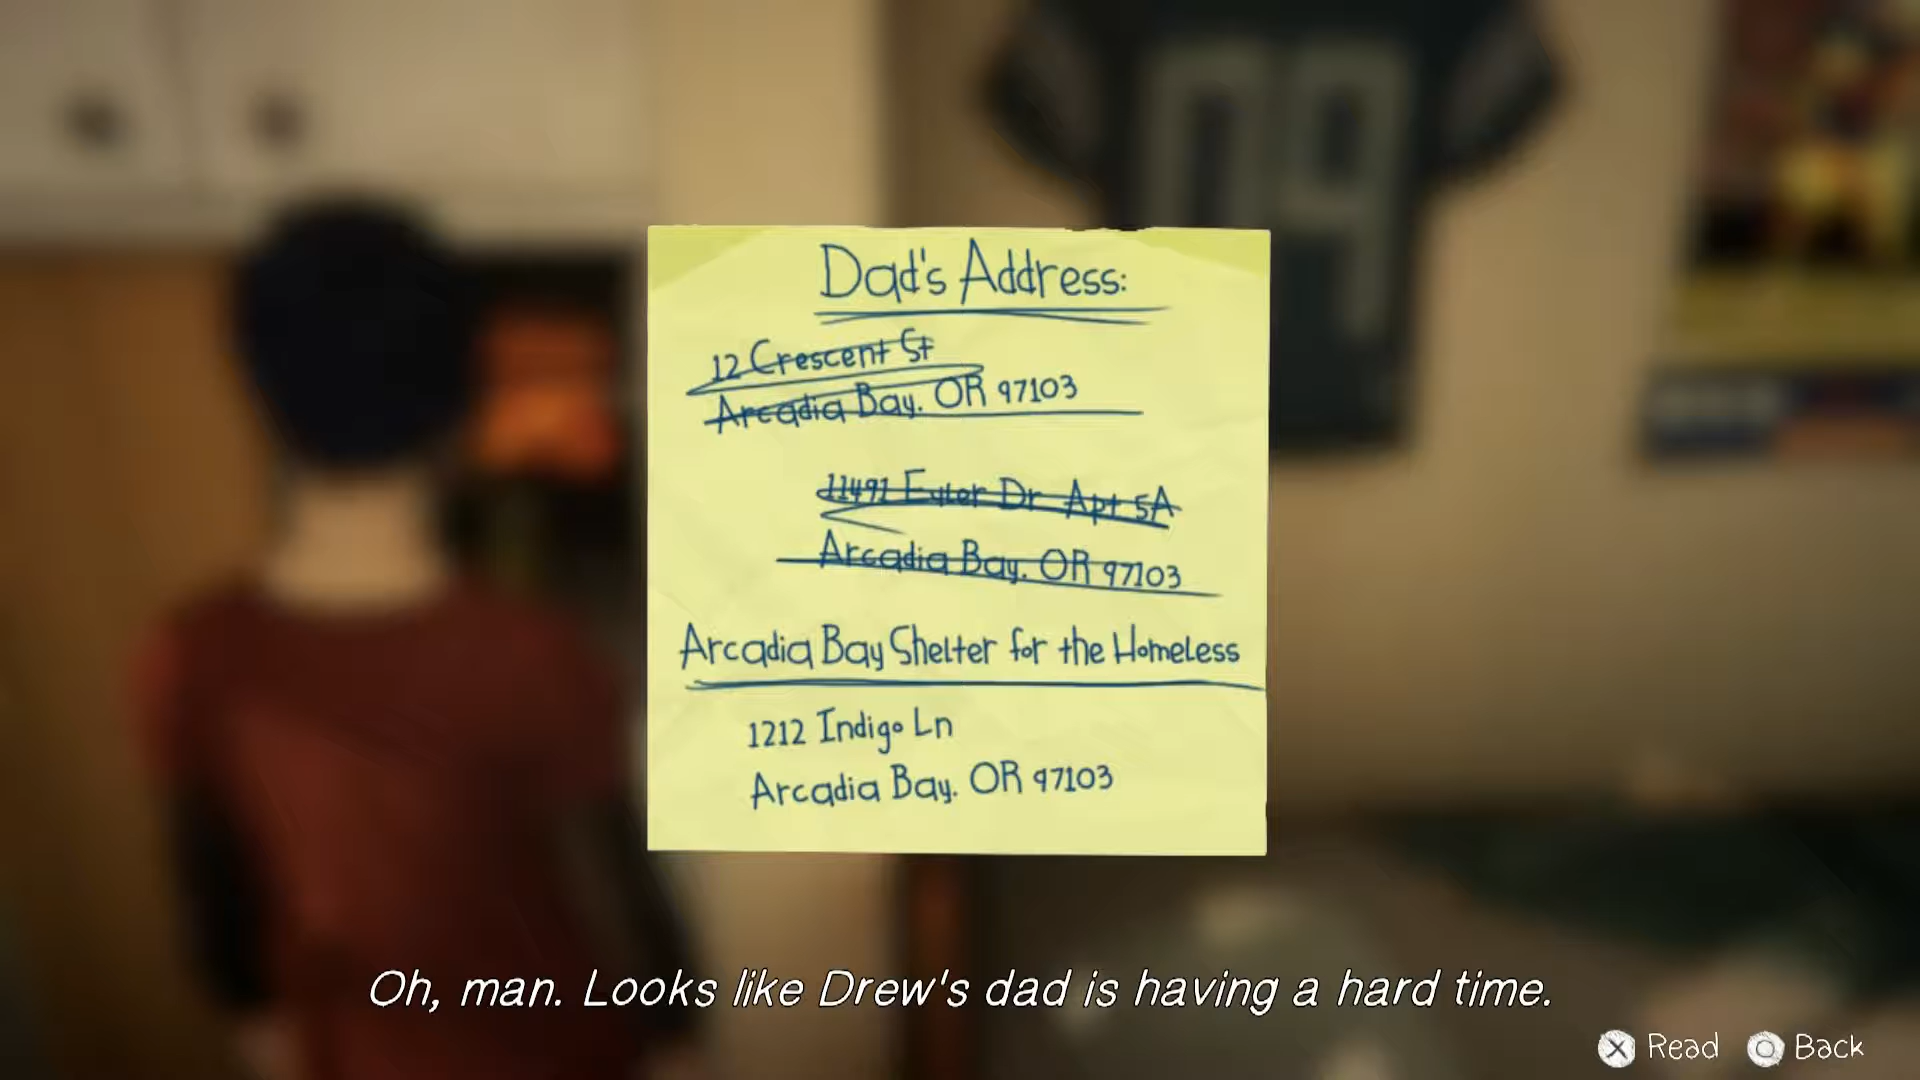 09
Dad's Address:
12 Crescent St
Arcadia Bay. OR 97103
11491 Euler Dr Apt 5A
Arcadia Bay. OR 97103
Arcadia Bay Shelter for the Homeless
1212 Indigo Ln
Arcadia Bay. OR 97103
Oh, man. Looks like Drew's dad is having a hard time.
Read Back